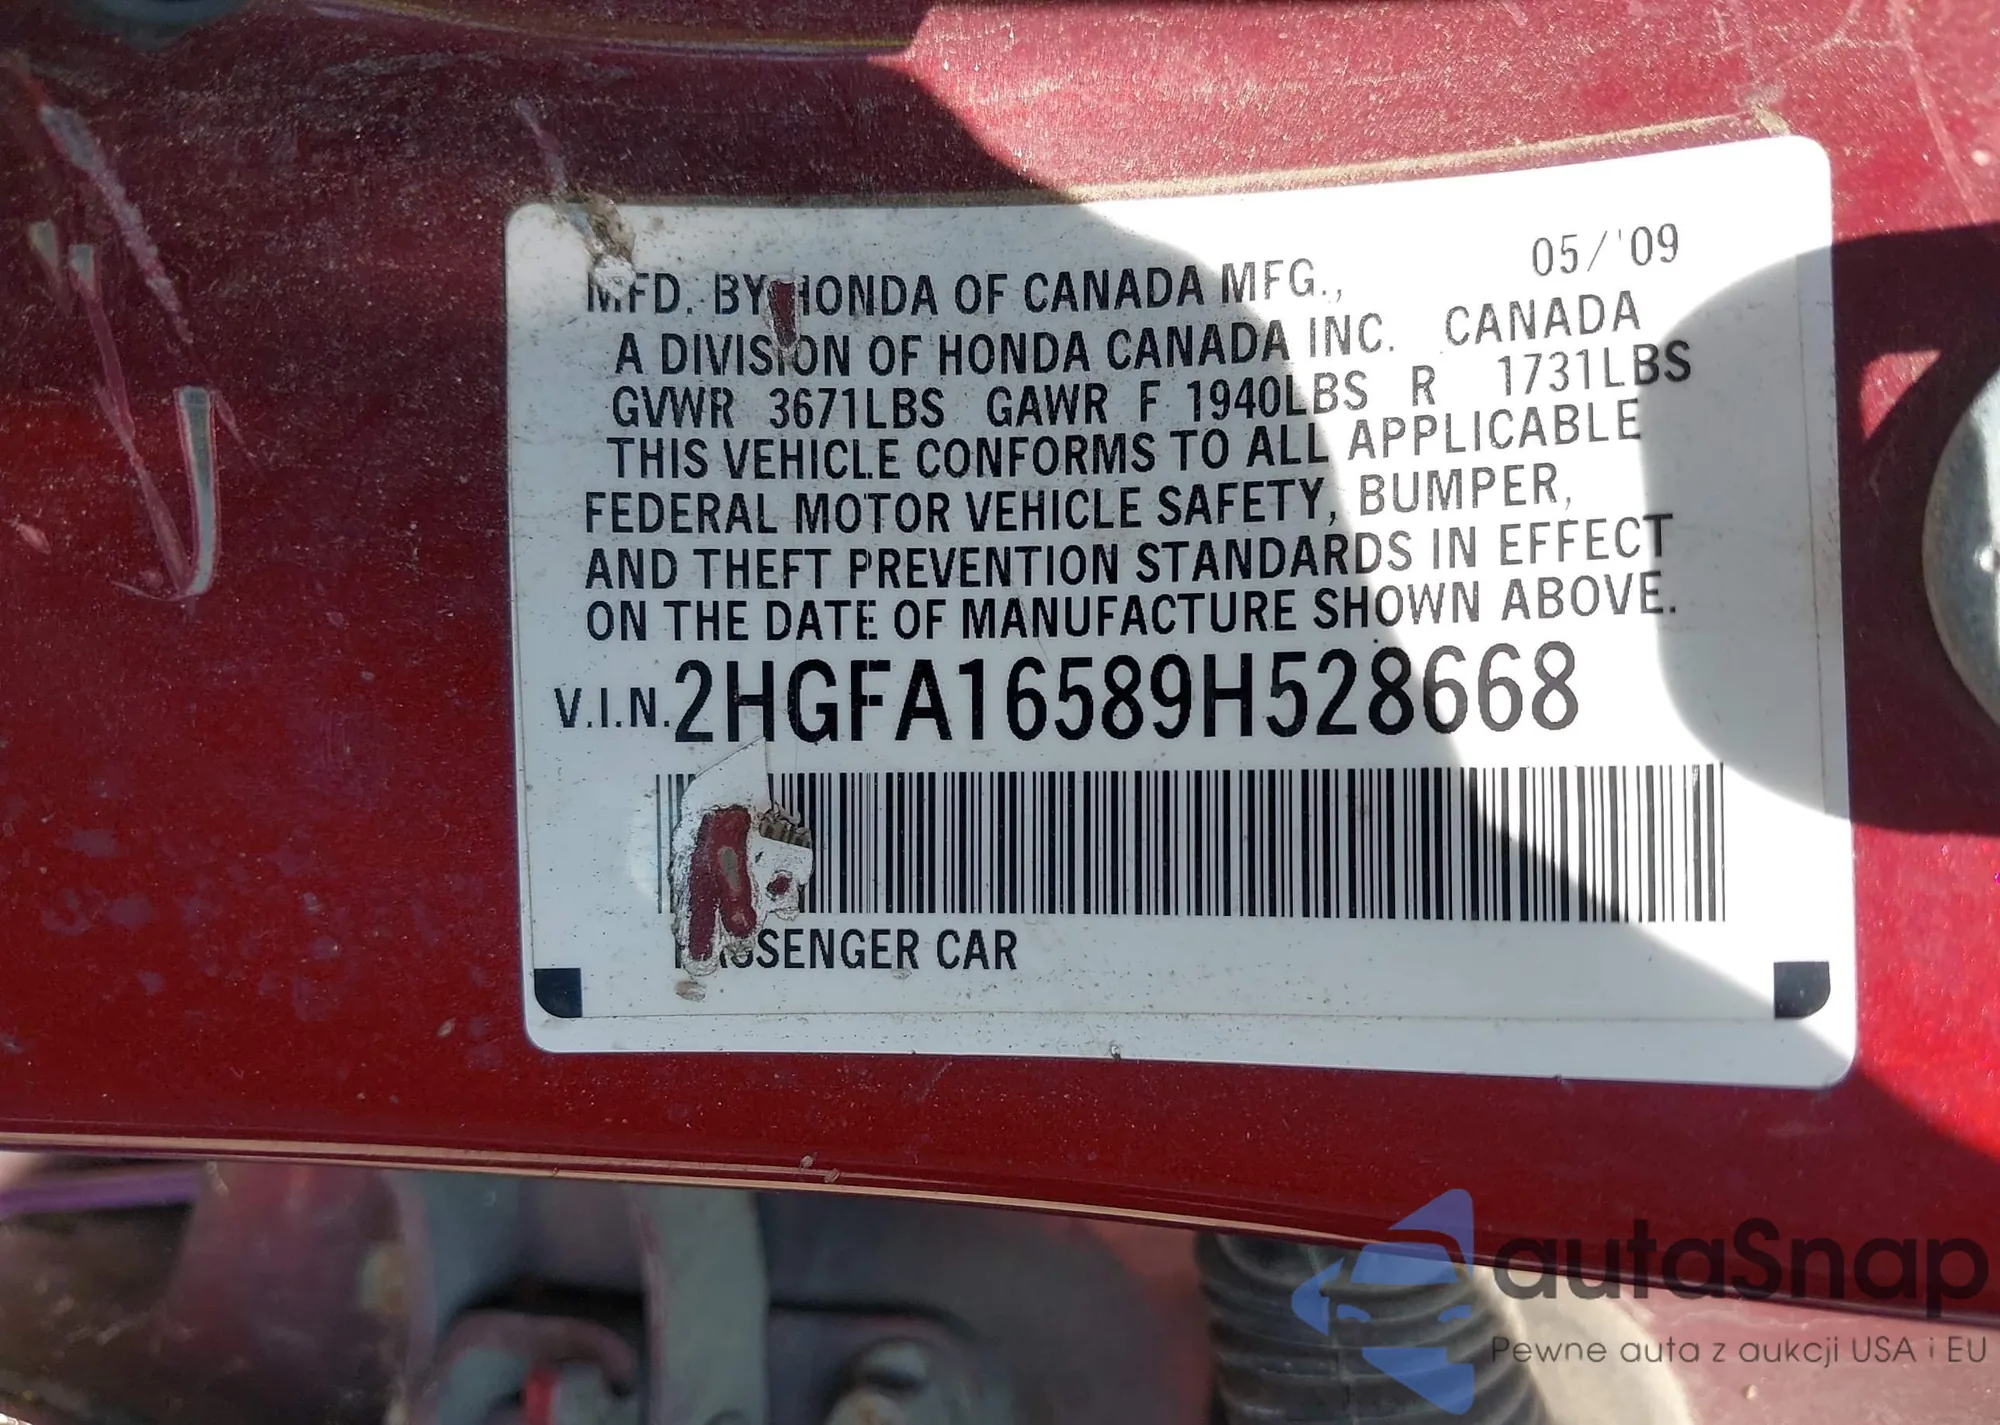 05/'09
MFD. BY HONDA OF CANADA MFG.,
A DIVISION OF HONDA CANADA INC. CANADA
GVWR 3671LBS GAWR F 1940LBS R 1731LBS
THIS VEHICLE CONFORMS TO ALL APPLICABLE
FEDERAL MOTOR VEHICLE SAFETY, BUMPER,
AND THEFT PREVENTION STANDARDS IN EFFECT
ON THE DATE OF MANUFACTURE SHOWN ABOVE.
V.I.N. 2HGFA16589H528668
PASSENGER CAR
autaSnap
Pewne auta z aukcji USA i EU